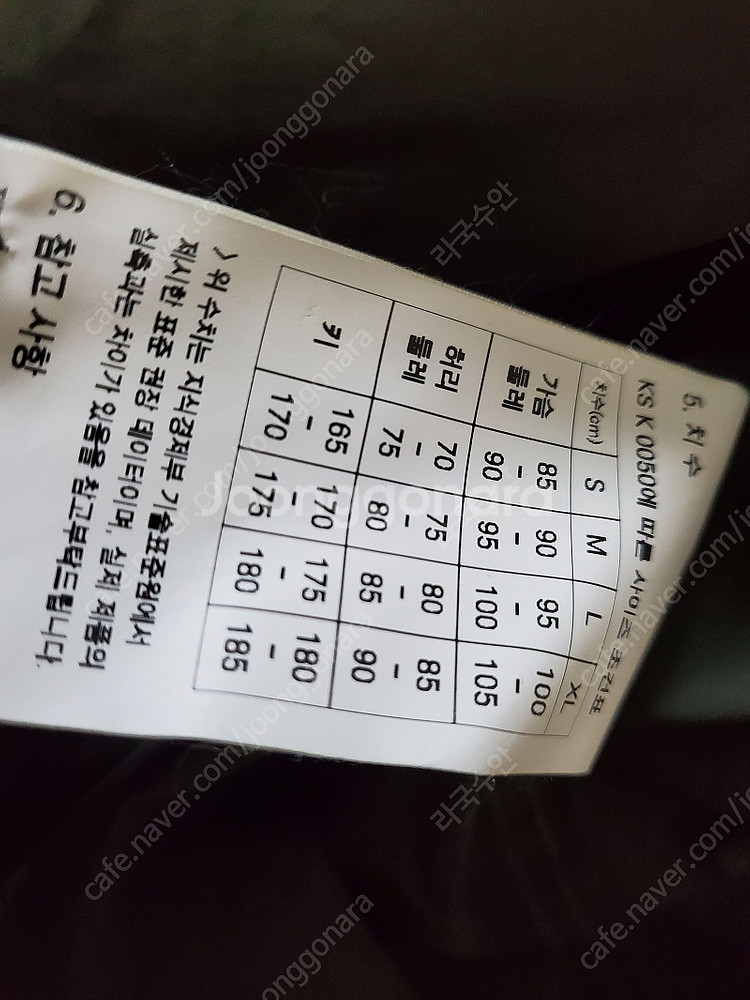 5. 치수
KS K 0050에 따른 사이즈 조견표
치수(cm) S M L XL
가슴둘레 85-90 90-95 95-100 100-105
허리둘레 70-75 75-80 80-85 85-90
키 165-170 170-175 175-180 180-185
> 위 수치는 지식경제부 기술표준원에서
제시한 표준 권장 데이터이며, 실제 제품의
실측과는 차이가 있음을 참고부탁드립니다.
6. 참고 사항
라국수안
cafe.naver.com/joonggonara
Joonggonara